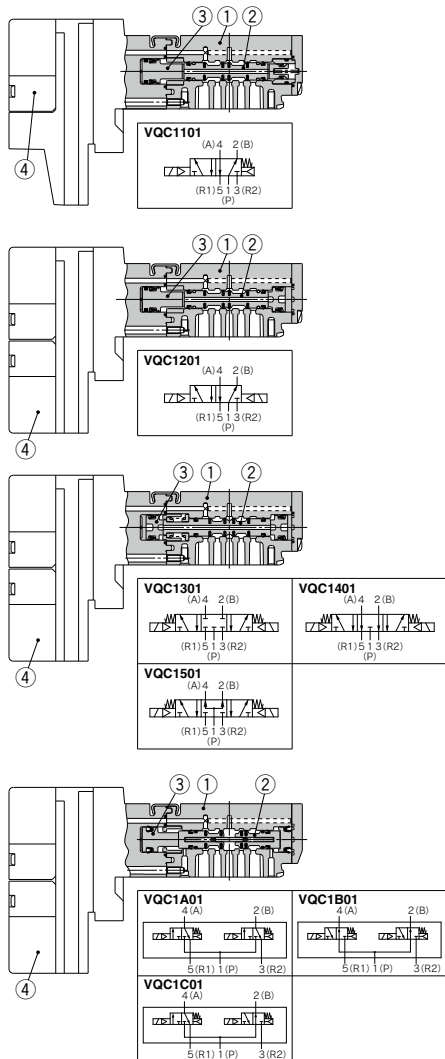 ③ ① ②
④
VQC1101
(A)4 2(B)
(R1)5 1 3(R2)
(P)
③ ① ②
④
VQC1201
(A)4 2(B)
(R1)5 1 3(R2)
(P)
③ ① ②
④
VQC1301
(A)4 2(B)
(R1)5 1 3(R2)
(P)
VQC1401
(A)4 2(B)
(R1)5 1 3(R2)
(P)
VQC1501
(A)4 2(B)
(R1)5 1 3(R2)
(P)
③ ① ②
④
VQC1A01
4(A) 2(B)
5(R1) 1(P) 3(R2)
VQC1B01
4(A) 2(B)
5(R1) 1(P) 3(R2)
VQC1C01
4(A) 2(B)
5(R1) 1(P) 3(R2)